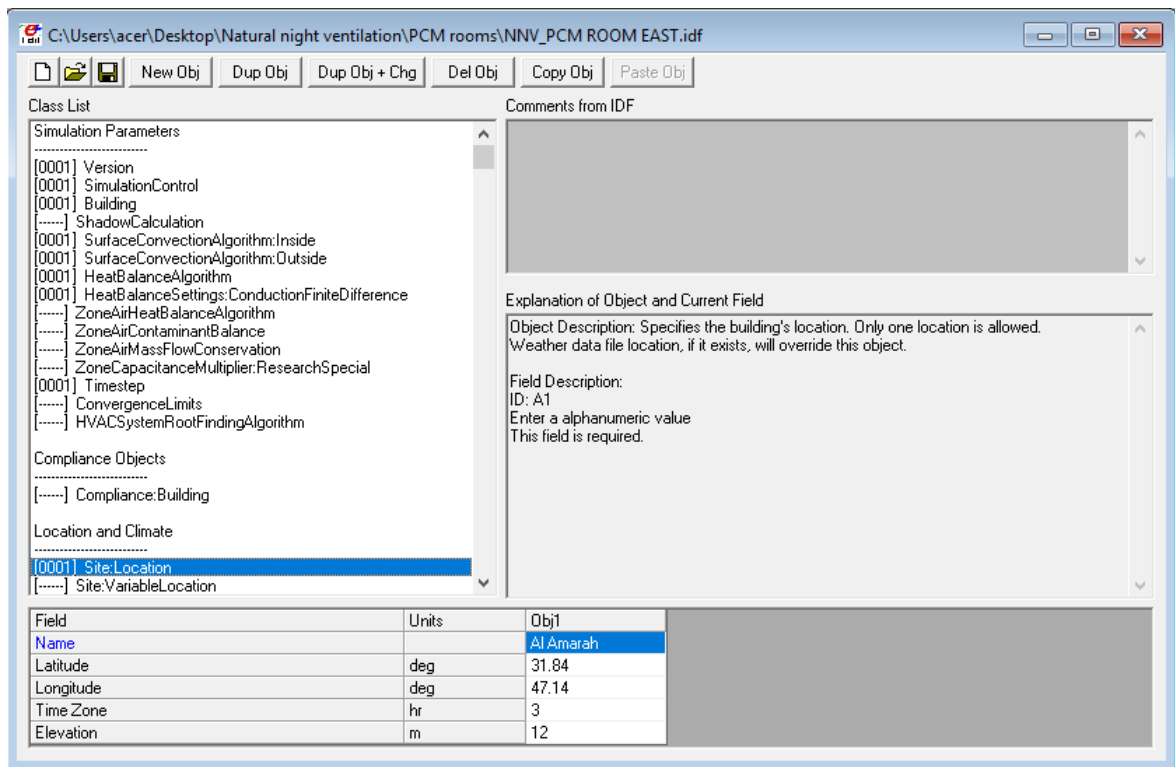 C:\Users\acer\Desktop\Natural night ventilation\PCM rooms\NNV_PCM ROOM EAST.idf
New Obj Dup Obj Dup Obj + Chg Del Obj Copy Obj Paste Obj
Class List
Simulation Parameters
----------------------------
[0001] Version
[0001] SimulationControl
[0001] Building
[------] ShadowCalculation
[0001] SurfaceConvectionAlgorithm:Inside
[0001] SurfaceConvectionAlgorithm:Outside
[0001] HeatBalanceAlgorithm
[0001] HeatBalanceSettings:ConductionFiniteDifference
[------] ZoneAirHeatBalanceAlgorithm
[------] ZoneAirContaminantBalance
[------] ZoneAirMassFlowConservation
[------] ZoneCapacitanceMultiplier:ResearchSpecial
[0001] Timestep
[------] ConvergenceLimits
[------] HVACSystemRootFindingAlgorithm
Compliance Objects
----------------------------
[------] Compliance:Building
Location and Climate
----------------------------
[0001] Site:Location
[------] Site:VariableLocation
Comments from IDF
Explanation of Object and Current Field
Object Description: Specifies the building's location. Only one location is allowed.
Weather data file location, if it exists, will override this object.
Field Description:
ID: A1
Enter a alphanumeric value
This field is required.
Field Units Obj1
Name Al Amarah
Latitude deg 31.84
Longitude deg 47.14
Time Zone hr 3
Elevation m 12